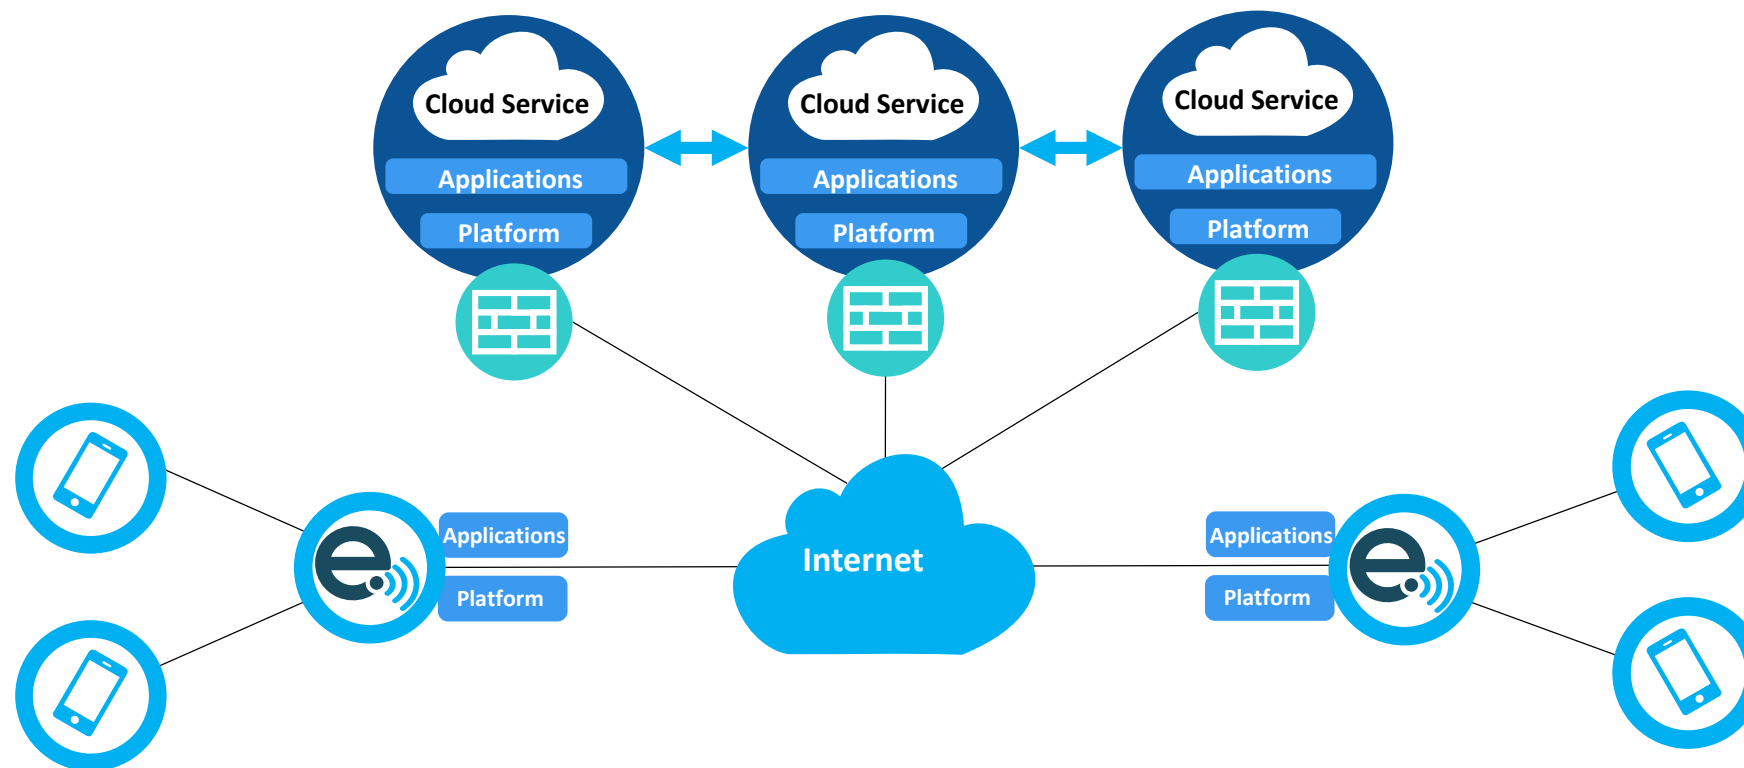 Cloud Service
Cloud Service
Cloud Service
Applications
Applications
Applications
Platform
Platform
Platform
Applications
Platform
Internet
Applications
Platform
e
e